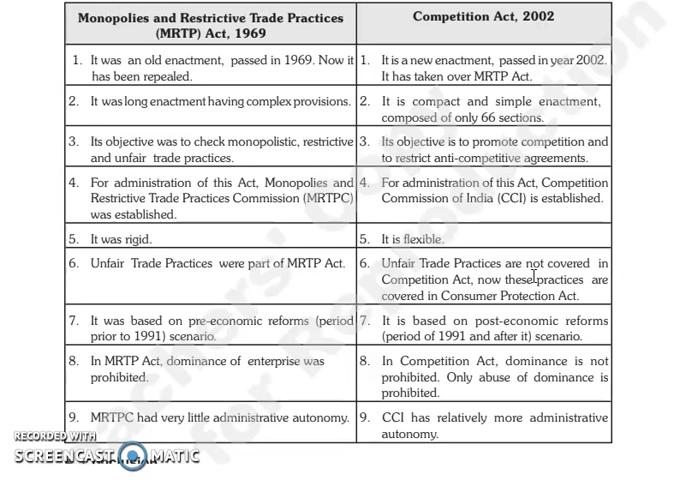 Monopolies and Restrictive Trade Practices
(MRTP) Act, 1969
Competition Act, 2002
1. It was an old enactment, passed in 1969. Now it
has been repealed.
1. It is a new enactment, passed in year 2002.
It has taken over MRTP Act.
2. It was long enactment having complex provisions.
2. It is compact and simple enactment,
composed of only 66 sections.
3. Its objective was to check monopolistic, restrictive
and unfair trade practices.
3. Its objective is to promote competition and
to restrict anti-competitive agreements.
4. For administration of this Act, Monopolies and
Restrictive Trade Practices Commission (MRTPC)
was established.
4. For administration of this Act, Competition
Commission of India (CCI) is established.
5. It was rigid.
5. It is flexible.
6. Unfair Trade Practices were part of MRTP Act.
6. Unfair Trade Practices are not covered in
Competition Act, now these practices are
covered in Consumer Protection Act.
7. It was based on pre-economic reforms (period
prior to 1991) scenario.
7. It is based on post-economic reforms
(period of 1991 and after it) scenario.
8. In MRTP Act, dominance of enterprise was
prohibited.
8. In Competition Act, dominance is not
prohibited. Only abuse of dominance is
prohibited.
9. MRTPC had very little administrative autonomy.
9. CCI has relatively more administrative
autonomy.
Teachers' Copy
for Reproduction
RECORDED WITH
SCREENCAST MATIC